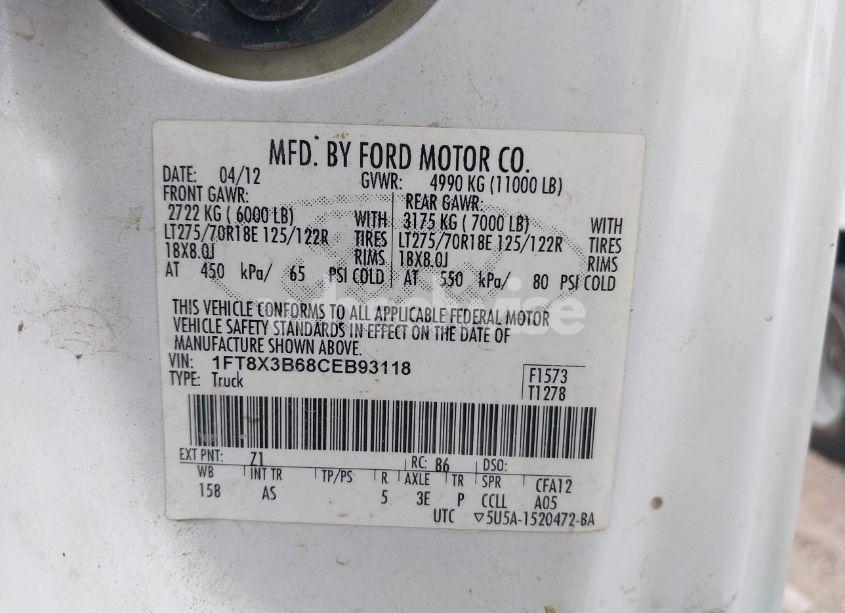 MFD. BY FORD MOTOR CO.
DATE: 04/12 GVWR: 4990 KG (11000 LB)
FRONT GAWR: REAR GAWR:
2722 KG ( 6000 LB) WITH 3175 KG ( 7000 LB) WITH
LT275/70R18E 125/122R TIRES LT275/70R18E 125/122R TIRES
18X8.0J RIMS 18X8.0J RIMS
AT 450 kPa/ 65 PSI COLD AT 550 kPa/ 80 PSI COLD
THIS VEHICLE CONFORMS TO ALL APPLICABLE FEDERAL MOTOR
VEHICLE SAFETY STANDARDS IN EFFECT ON THE DATE OF
MANUFACTURE SHOWN ABOVE.
VIN: 1FT8X3B68CEB93118 F1573
TYPE: Truck T1278
EXT PNT: Z1 RC: 86 DSO:
WB INT TR TP/PS R AXLE TR SPR CFA12
158 AS 5 3E P CCLL A05
UTC ▽5U5A-1520472-BA